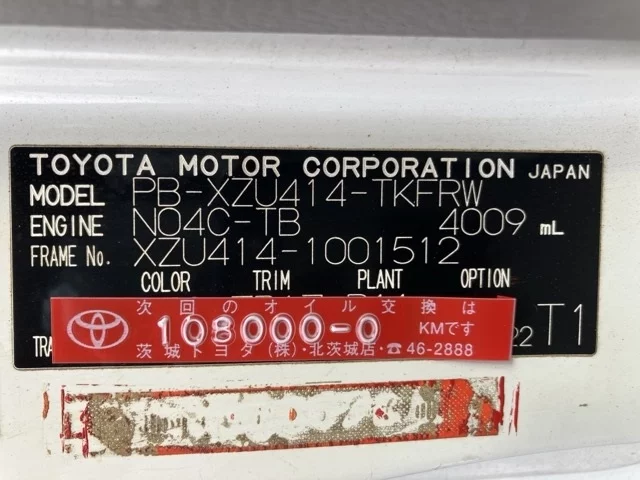 TOYOTA MOTOR CORPORATION JAPAN
MODEL PB-XZU414-TKFRW
ENGINE N04C-TB 4009 mL
FRAME No. XZU414-1001512
COLOR TRIM PLANT OPTION
次回のオイル交換は
108000-0 KMです
茨城トヨタ(株)・北茨城店・☎46-2888
TRA 22 T1